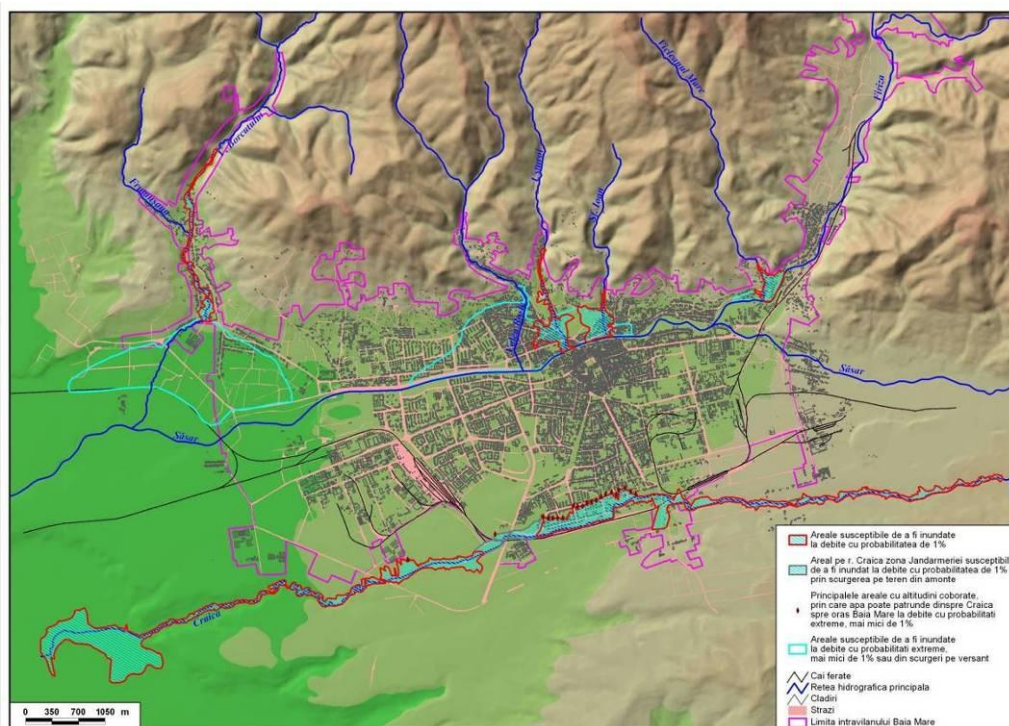 Firiza
Usturoi
Sf. Ioan
Săsar
Săsar
Craica
0 350 700 1050 m
Areale susceptibile de a fi inundate
la debite cu probabilitatea de 1%
Areal pe r. Craica zona Jandarmeriei susceptibil
de a fi inundat la debite cu probabilitatea de 1%
prin scurgerea pe teren din amonte
Principalele areale cu altitudini coborate,
prin care apa poate patrunde dinspre Craica
spre oras Baia Mare la debite cu probabilitati
extreme, mai mici de 1%
Areale susceptibile de a fi inundate
la debite cu probabilitati extreme,
mai mici de 1% sau din scurgeri pe versant
Cai ferate
Retea hidrografica principala
Cladiri
Strazi
Limita intravilanului Baia Mare